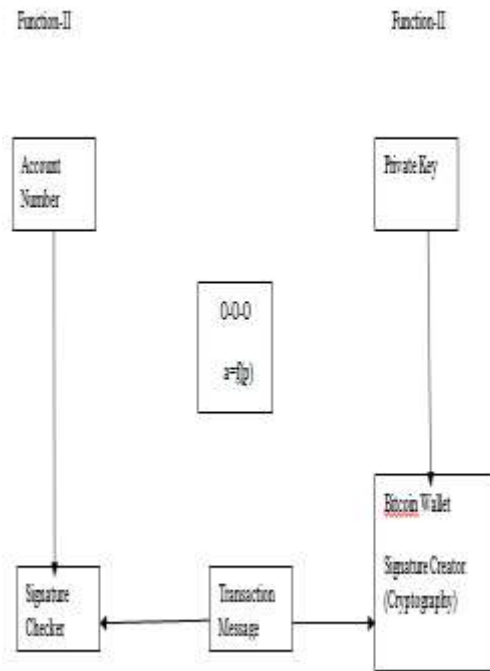 Function-II
Function-II
Account
Number
Private Key
0-0-0
a=f(p)
Bitcoin Wallet
Signature Creator
(Cryptography)
Signature
Checker
Transaction
Message